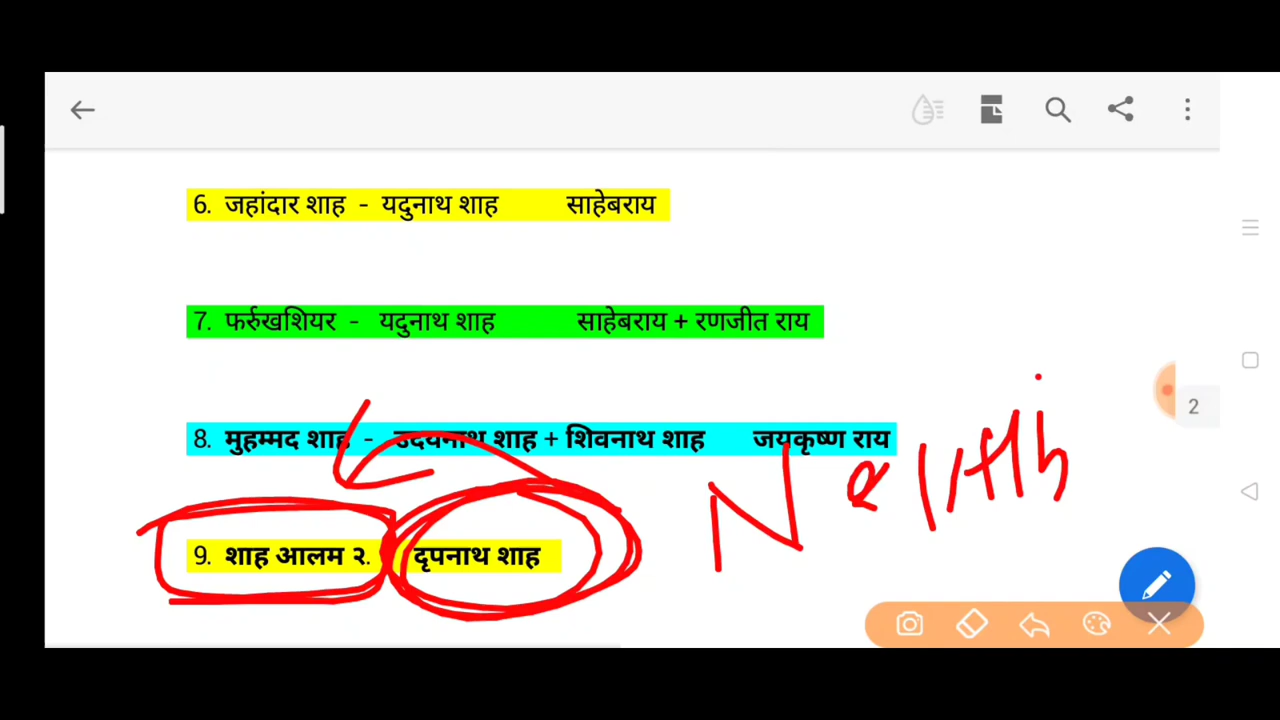 6. जहांदार शाह - यदुनाथ शाह साहेबराय
7. फर्रुखशियर - यदुनाथ शाह साहेबराय + रणजीत राय
2
8. मुहम्मद शाह - उदयनाथ शाह + शिवनाथ शाह जयकृष्ण राय
9. शाह आलम २. दृपनाथ शाह